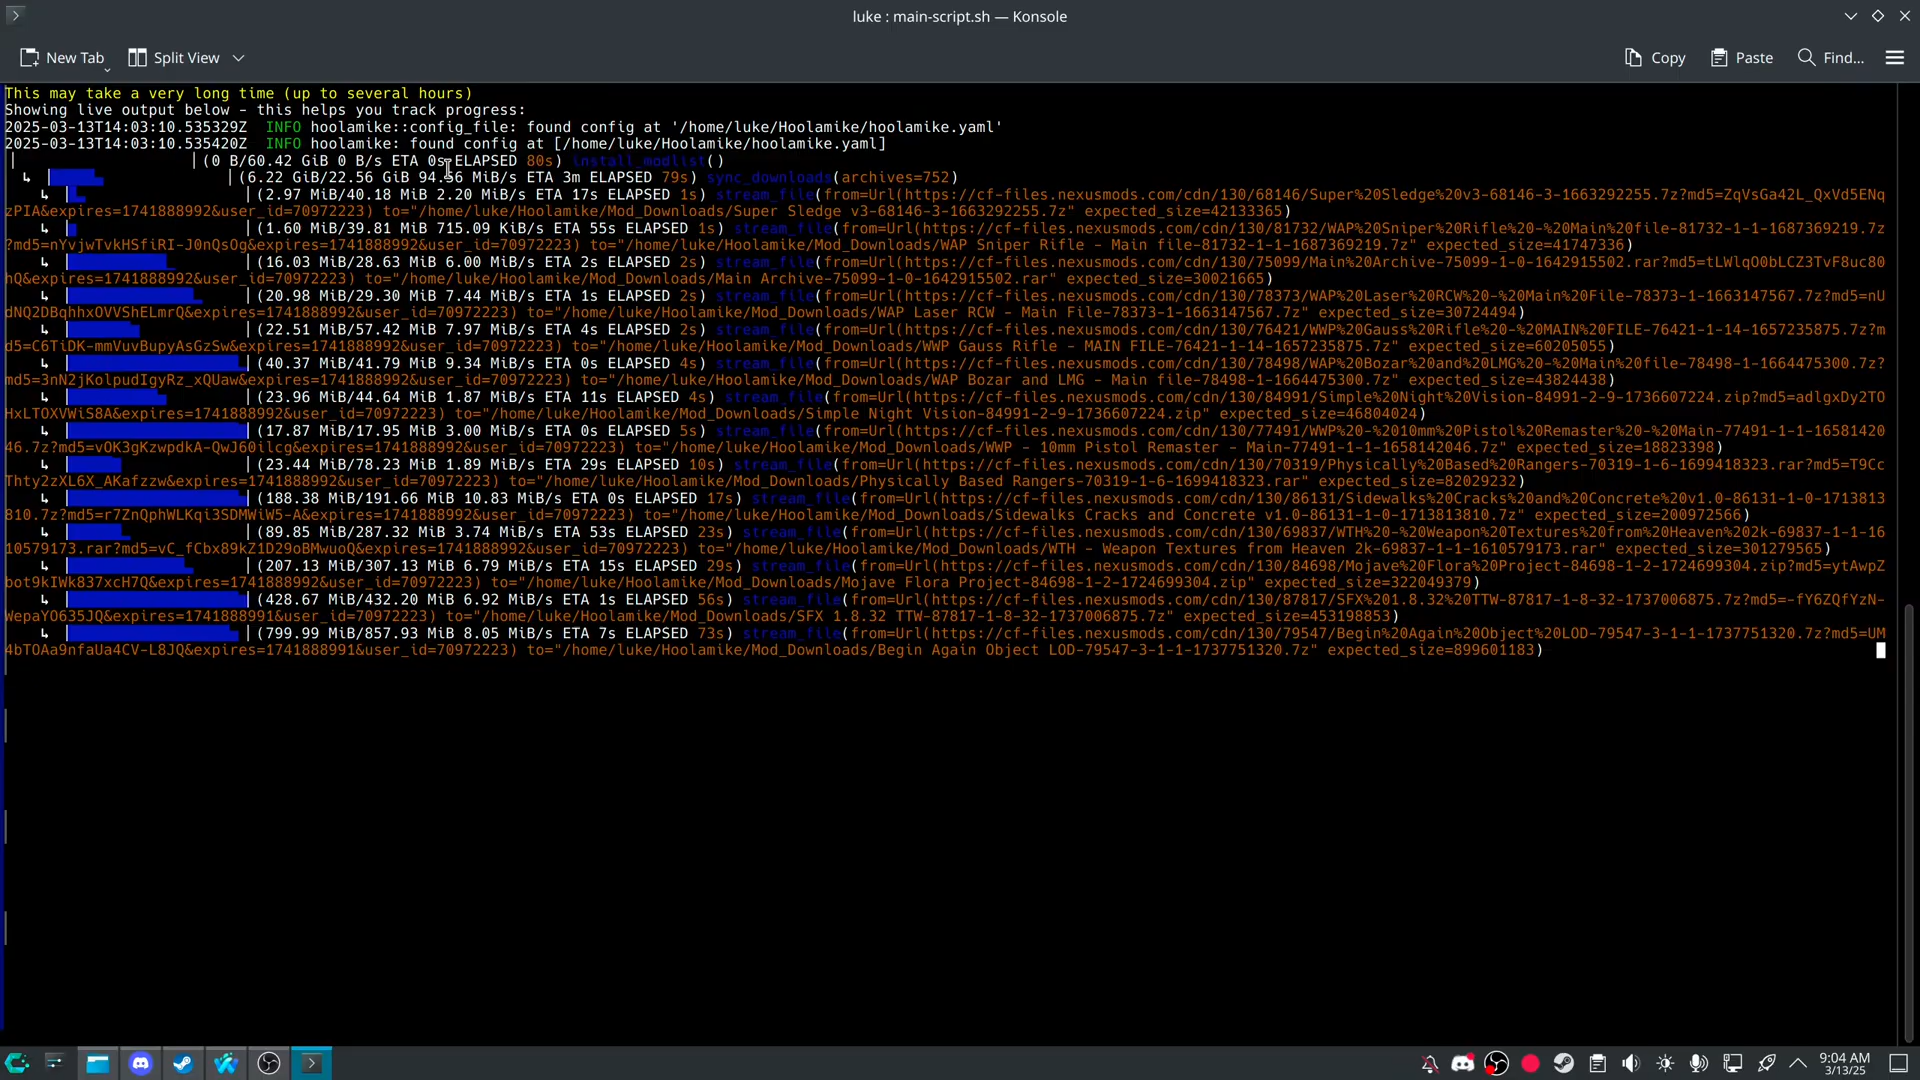 luke : main-script.sh — Konsole
New Tab
Split View
Copy
Paste
Find...
This may take a very long time (up to several hours)
Showing live output below - this helps you track progress:
2025-03-13T14:03:10.535329Z  INFO hoolamike::config_file: found config at '/home/luke/Hoolamike/hoolamike.yaml'
2025-03-13T14:03:10.535420Z  INFO hoolamike: found config at [/home/luke/Hoolamike/hoolamike.yaml]
|(0 B/60.42 GiB 0 B/s ETA 0s ELAPSED 80s) install_modlist()
↳ |(6.22 GiB/22.56 GiB 94.56 MiB/s ETA 3m ELAPSED 79s) sync_downloads(archives=752)
↳ |(2.97 MiB/40.18 MiB 2.20 MiB/s ETA 17s ELAPSED 1s) stream_file(from=Url(https://cf-files.nexusmods.com/cdn/130/68146/Super%20Sledge%20v3-68146-3-1663292255.7z?md5=ZqVsGa42L_QxVd5ENq
zPIA&expires=1741888992&user_id=70972223) to="/home/luke/Hoolamike/Mod_Downloads/Super Sledge v3-68146-3-1663292255.7z" expected_size=42133365)
↳ |(1.60 MiB/39.81 MiB 715.09 KiB/s ETA 55s ELAPSED 1s) stream_file(from=Url(https://cf-files.nexusmods.com/cdn/130/81732/WAP%20Sniper%20Rifle%20-%20Main%20file-81732-1-1-1687369219.7z
?md5=nYvjwTvkHSfiRI-J0nQsOg&expires=1741888992&user_id=70972223) to="/home/luke/Hoolamike/Mod_Downloads/WAP Sniper Rifle - Main file-81732-1-1-1687369219.7z" expected_size=41747336)
↳ |(16.03 MiB/28.63 MiB 6.00 MiB/s ETA 2s ELAPSED 2s) stream_file(from=Url(https://cf-files.nexusmods.com/cdn/130/75099/Main%20Archive-75099-1-0-1642915502.rar?md5=tLWlqO0bLCZ3TvF8uc80
hQ&expires=1741888992&user_id=70972223) to="/home/luke/Hoolamike/Mod_Downloads/Main Archive-75099-1-0-1642915502.rar" expected_size=30021665)
↳ |(20.98 MiB/29.30 MiB 7.44 MiB/s ETA 1s ELAPSED 2s) stream_file(from=Url(https://cf-files.nexusmods.com/cdn/130/78373/WAP%20Laser%20RCW%20-%20Main%20File-78373-1-1663147567.7z?md5=nU
dNQ2DBqhhxOVVShELmrQ&expires=1741888992&user_id=70972223) to="/home/luke/Hoolamike/Mod_Downloads/WAP Laser RCW - Main File-78373-1-1663147567.7z" expected_size=30724494)
↳ |(22.51 MiB/57.42 MiB 7.97 MiB/s ETA 4s ELAPSED 2s) stream_file(from=Url(https://cf-files.nexusmods.com/cdn/130/76421/WWP%20Gauss%20Rifle%20-%20MAIN%20FILE-76421-1-14-1657235875.7z?m
d5=C6TiDK-mmVuvBupyAsGzSw&expires=1741888992&user_id=70972223) to="/home/luke/Hoolamike/Mod_Downloads/WWP Gauss Rifle - MAIN FILE-76421-1-14-1657235875.7z" expected_size=60205055)
↳ |(40.37 MiB/41.79 MiB 9.34 MiB/s ETA 0s ELAPSED 4s) stream_file(from=Url(https://cf-files.nexusmods.com/cdn/130/78498/WAP%20Bozar%20and%20LMG%20-%20Main%20file-78498-1-1664475300.7z?
md5=3nN2jKolpudIgyRz_xQUaw&expires=1741888992&user_id=70972223) to="/home/luke/Hoolamike/Mod_Downloads/WAP Bozar and LMG - Main file-78498-1-1664475300.7z" expected_size=43824438)
↳ |(23.96 MiB/44.64 MiB 1.87 MiB/s ETA 11s ELAPSED 4s) stream_file(from=Url(https://cf-files.nexusmods.com/cdn/130/84991/Simple%20Night%20Vision-84991-2-9-1736607224.zip?md5=adlgxDy2TO
HxLTOXVWiS8A&expires=1741888992&user_id=70972223) to="/home/luke/Hoolamike/Mod_Downloads/Simple Night Vision-84991-2-9-1736607224.zip" expected_size=46804024)
↳ |(17.87 MiB/17.95 MiB 3.00 MiB/s ETA 0s ELAPSED 5s) stream_file(from=Url(https://cf-files.nexusmods.com/cdn/130/77491/WWP%20-%2010mm%20Pistol%20Remaster%20-%20Main-77491-1-1-16581420
46.7z?md5=vOK3gKzwpdkA-QwJ60ilcg&expires=1741888992&user_id=70972223) to="/home/luke/Hoolamike/Mod_Downloads/WWP - 10mm Pistol Remaster - Main-77491-1-1-1658142046.7z" expected_size=18823398)
↳ |(23.44 MiB/78.23 MiB 1.89 MiB/s ETA 29s ELAPSED 10s) stream_file(from=Url(https://cf-files.nexusmods.com/cdn/130/70319/Physically%20Based%20Rangers-70319-1-6-1699418323.rar?md5=T9Cc
Thty2zXL6X_AKafzzw&expires=1741888992&user_id=70972223) to="/home/luke/Hoolamike/Mod_Downloads/Physically Based Rangers-70319-1-6-1699418323.rar" expected_size=82029232)
↳ |(188.38 MiB/191.66 MiB 10.83 MiB/s ETA 0s ELAPSED 17s) stream_file(from=Url(https://cf-files.nexusmods.com/cdn/130/86131/Sidewalks%20Cracks%20and%20Concrete%20v1.0-86131-1-0-1713813
810.7z?md5=r7ZnQphWLKqi3SDMWiW5-A&expires=1741888992&user_id=70972223) to="/home/luke/Hoolamike/Mod_Downloads/Sidewalks Cracks and Concrete v1.0-86131-1-0-1713813810.7z" expected_size=200972566)
↳ |(89.85 MiB/287.32 MiB 3.74 MiB/s ETA 53s ELAPSED 23s) stream_file(from=Url(https://cf-files.nexusmods.com/cdn/130/69837/WTH%20-%20Weapon%20Textures%20from%20Heaven%202k-69837-1-1-16
10579173.rar?md5=vC_fCbx89kZ1D29oBMwuoQ&expires=1741888992&user_id=70972223) to="/home/luke/Hoolamike/Mod_Downloads/WTH - Weapon Textures from Heaven 2k-69837-1-1-1610579173.rar" expected_size=301279565)
↳ |(207.13 MiB/307.13 MiB 6.79 MiB/s ETA 15s ELAPSED 29s) stream_file(from=Url(https://cf-files.nexusmods.com/cdn/130/84698/Mojave%20Flora%20Project-84698-1-2-1724699304.zip?md5=ytAwpZ
bot9kIWk837xcH7Q&expires=1741888992&user_id=70972223) to="/home/luke/Hoolamike/Mod_Downloads/Mojave Flora Project-84698-1-2-1724699304.zip" expected_size=322049379)
↳ |(428.67 MiB/432.20 MiB 6.92 MiB/s ETA 1s ELAPSED 56s) stream_file(from=Url(https://cf-files.nexusmods.com/cdn/130/87817/SFX%201.8.32%20TTW-87817-1-8-32-1737006875.7z?md5=-fY6ZQfYzN-
WepaYO635JQ&expires=1741888991&user_id=70972223) to="/home/luke/Hoolamike/Mod_Downloads/SFX 1.8.32 TTW-87817-1-8-32-1737006875.7z" expected_size=453198853)
↳ |(799.99 MiB/857.93 MiB 8.05 MiB/s ETA 7s ELAPSED 73s) stream_file(from=Url(https://cf-files.nexusmods.com/cdn/130/79547/Begin%20Again%20Object%20LOD-79547-3-1-1-1737751320.7z?md5=UM
4bTOAa9nfaUa4CV-L8JQ&expires=1741888991&user_id=70972223) to="/home/luke/Hoolamike/Mod_Downloads/Begin Again Object LOD-79547-3-1-1-1737751320.7z" expected_size=899601183)
9:04 AM
3/13/25